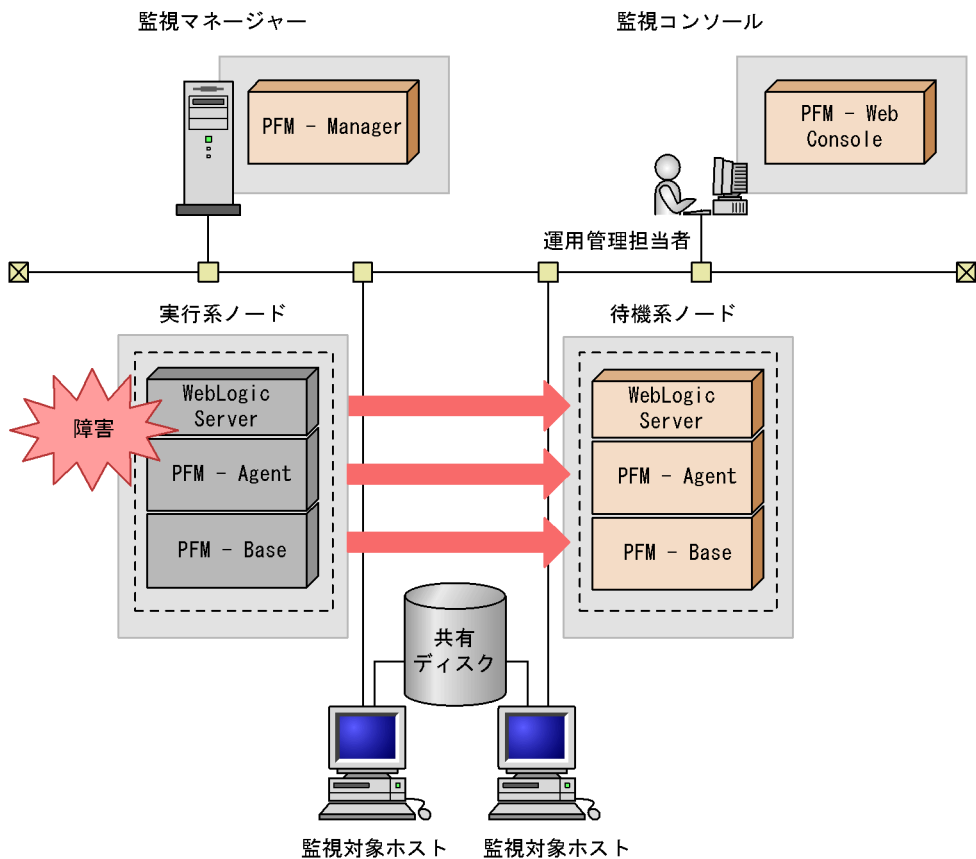 監視マネージャー
監視コンソール
PFM - Manager
PFM - Web
Console
運用管理担当者
実行系ノード
待機系ノード
障害
WebLogic
Server
PFM - Agent
PFM - Base
WebLogic
Server
PFM - Agent
PFM - Base
共有
ディスク
監視対象ホスト
監視対象ホスト